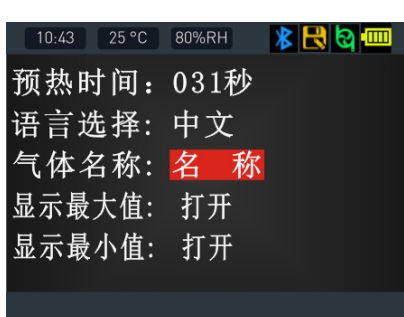 10:43 25 °C 80%RH
预热时间：031秒
语言选择: 中文
气体名称: 名 称
显示最大值: 打开
显示最小值: 打开